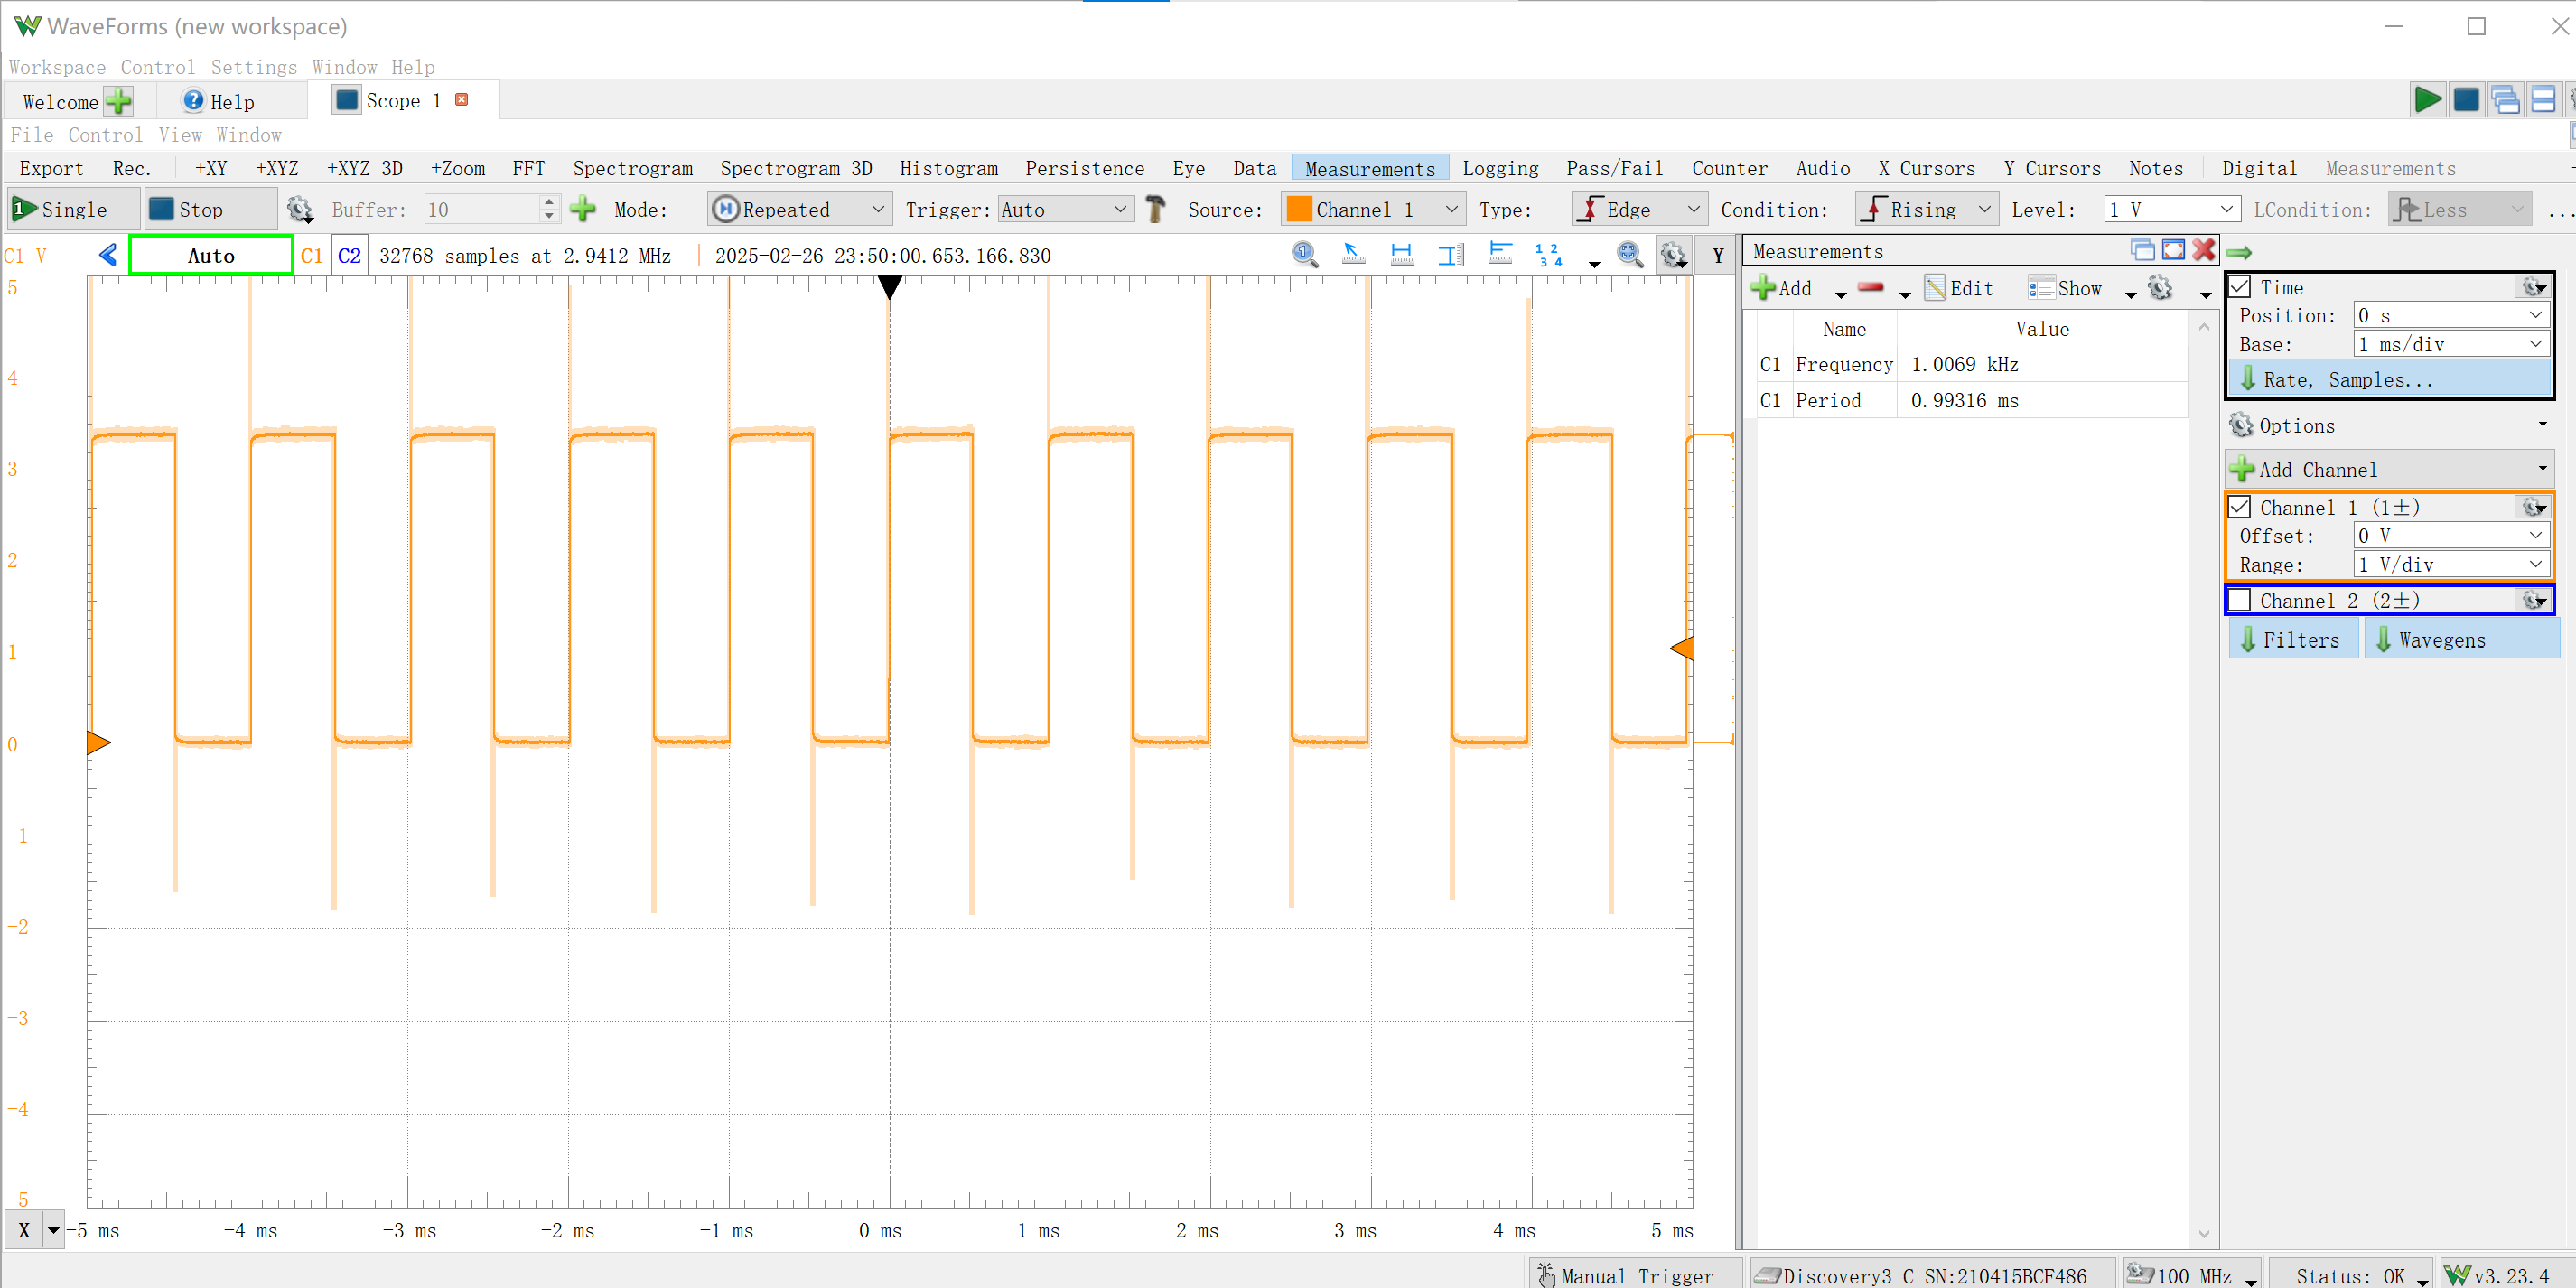 WaveForms (new workspace)
Workspace Control Settings Window Help
Welcome Help Scope 1
File Control View Window
Export Rec. +XY +XYZ +XYZ 3D +Zoom FFT Spectrogram Spectrogram 3D Histogram Persistence Eye Data Measurements Logging Pass/Fail Counter Audio X Cursors Y Cursors Notes Digital Measurements
1 Single Stop Buffer: 10 Mode: Repeated Trigger: Auto Source: Channel 1 Type: Edge Condition: Rising Level: 1 V LCondition: Less ...
C1 V Auto C1 C2 32768 samples at 2.9412 MHz 2025-02-26 23:50:00.653.166.830 1 1 2 3 4 Y
5
4
3
2
1
0
-1
-2
-3
-4
-5
X -5 ms -4 ms -3 ms -2 ms -1 ms 0 ms 1 ms 2 ms 3 ms 4 ms 5 ms
Measurements
Add Edit Show
Name Value
C1 Frequency 1.0069 kHz
C1 Period 0.99316 ms
Time
Position: 0 s
Base: 1 ms/div
Rate, Samples...
Options
Add Channel
Channel 1 (1±)
Offset: 0 V
Range: 1 V/div
Channel 2 (2±)
Filters Wavegens
Manual Trigger Discovery3 C SN:210415BCF486 100 MHz Status: OK v3.23.4